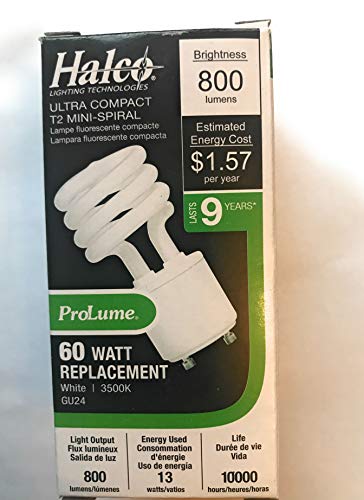 Halco®
LIGHTING TECHNOLOGIES
ULTRA COMPACT
T2 MINI-SPIRAL
Lampe fluorescente compacte
Lampara fluorescente compacta
Brightness
800
lumens
Estimated
Energy Cost
$1.57
per year
LASTS 9 YEARS*
ProLume®
60 WATT
REPLACEMENT
White | 3500K
GU24
Light Output
Flux lumineux
Salida de luz
800
lumens/lúmenes
Energy Used
Consommation
d'énergie
Uso de energia
13
watts/vatios
Life
Durée de vie
Vida
10000
hours/heures/horas